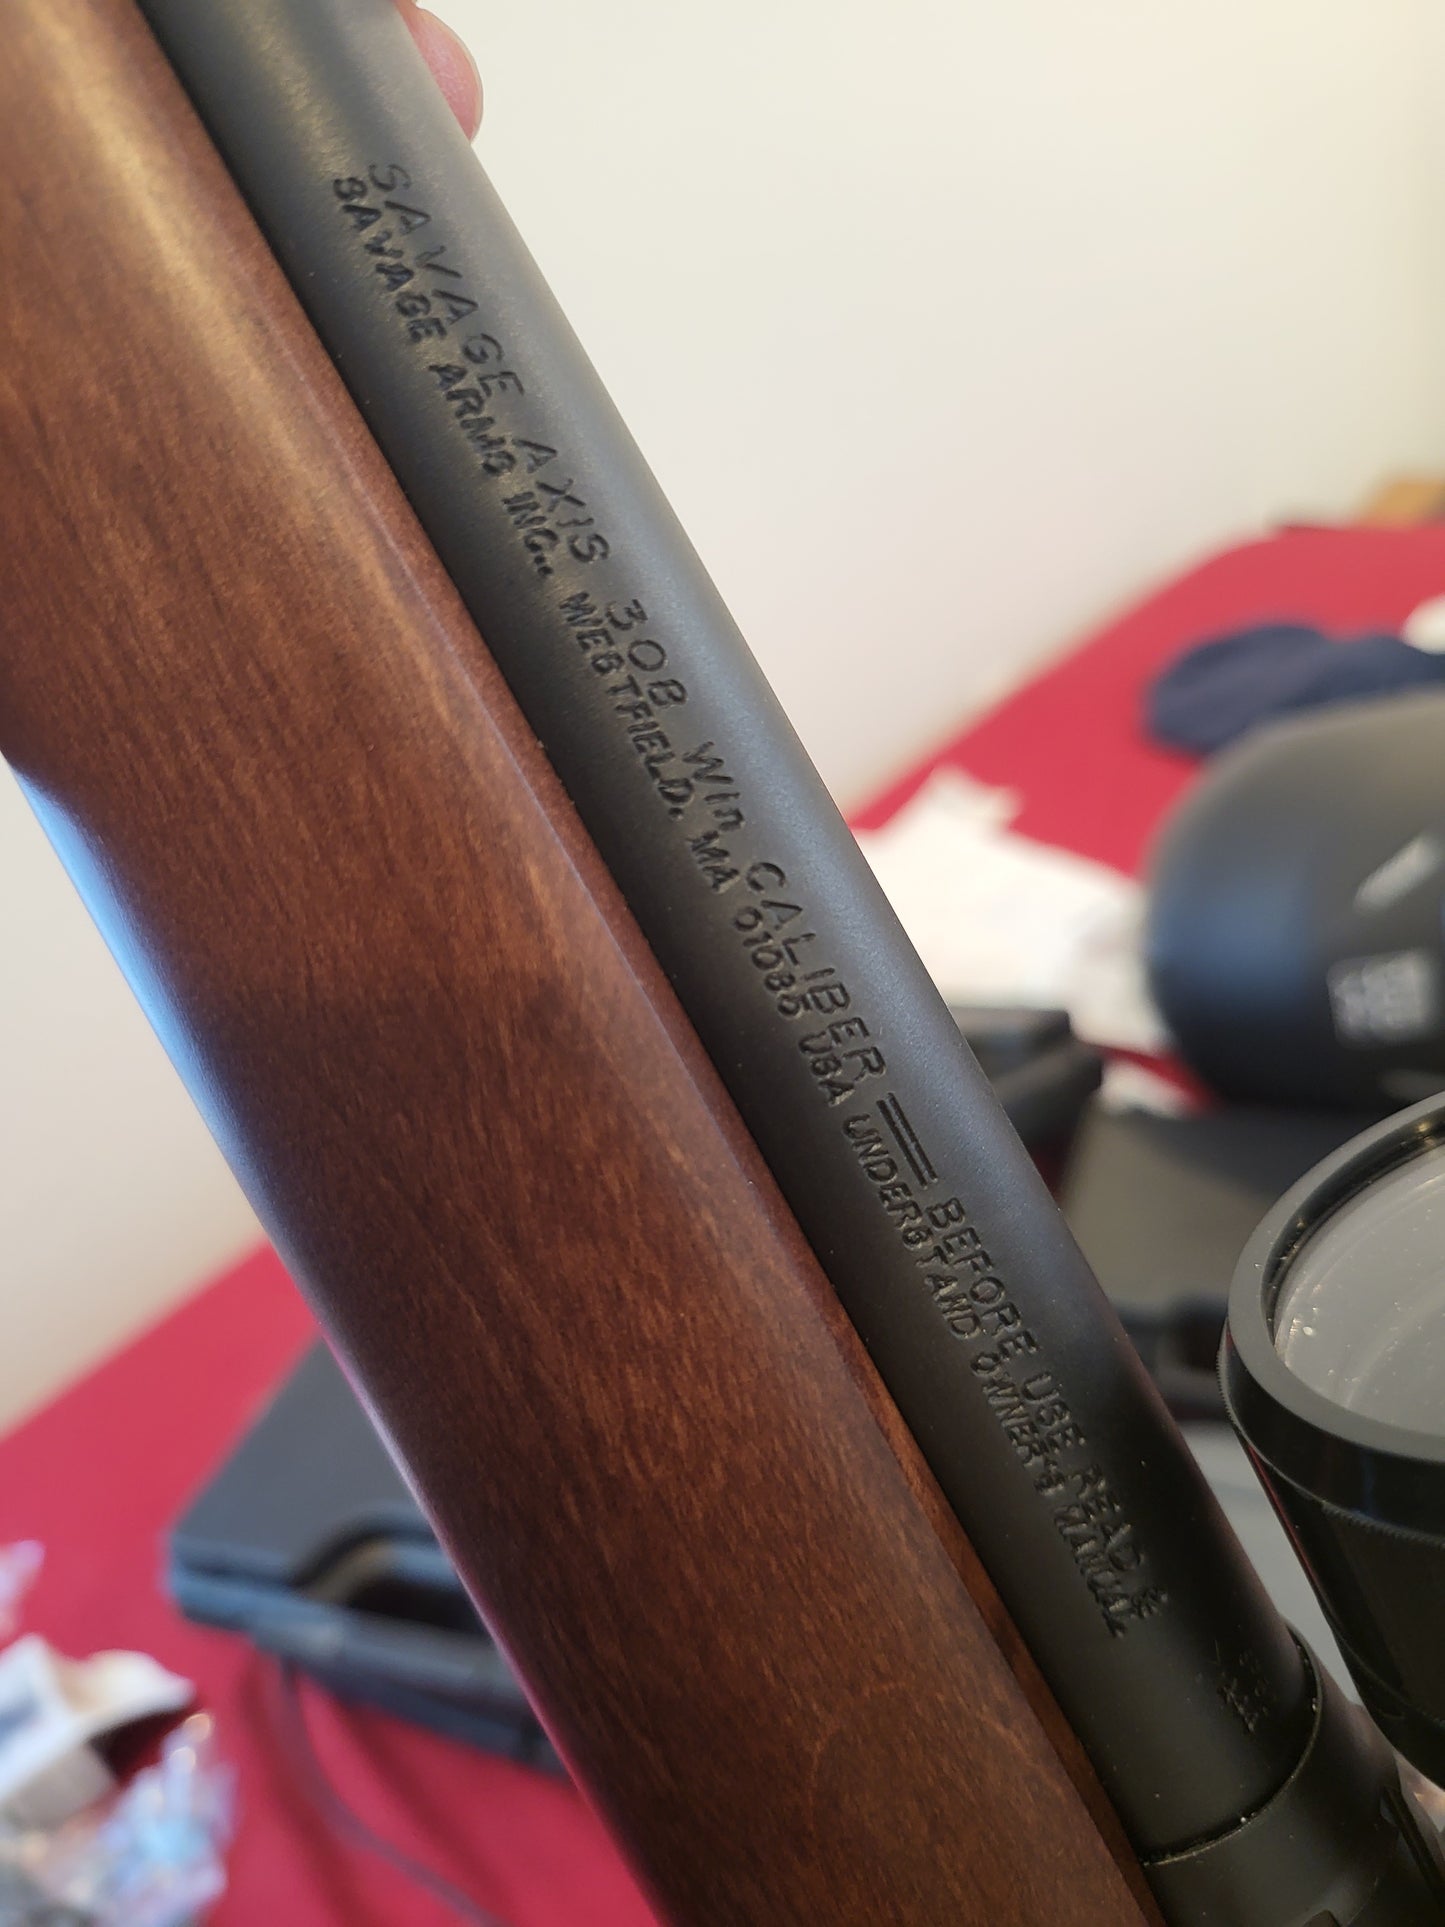 SAVAGE AXIS 308 Win CALIBER = BEFORE USE READ &
SAVAGE ARMS INC., WESTFIELD, MA 01085 USA UNDERSTAND OWNER'S MANUAL